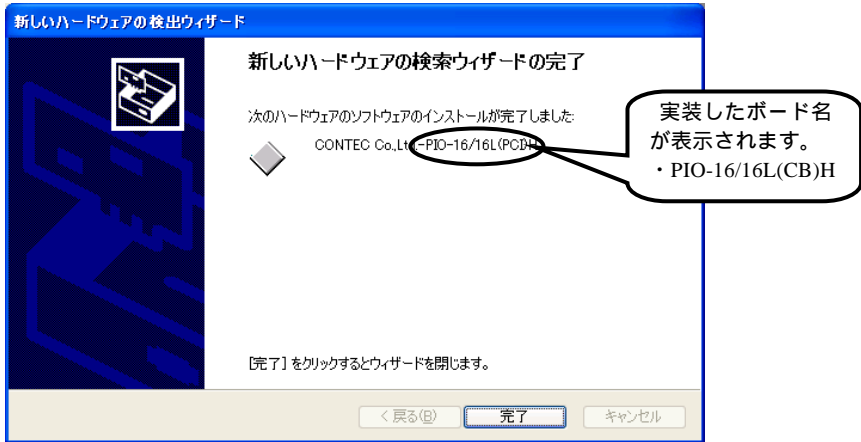 新しいハードウェアの検出ウィザード
新しいハードウェアの検索ウィザードの完了
次のハードウェアのソフトウェアのインストールが完了しました:
CONTEC Co.,Ltd.-PIO-16/16L(PCI)H
実装したボード名
が表示されます。
・PIO-16/16L(CB)H
[完了] をクリックするとウィザードを閉じます。
< 戻る(B)
完了
キャンセル